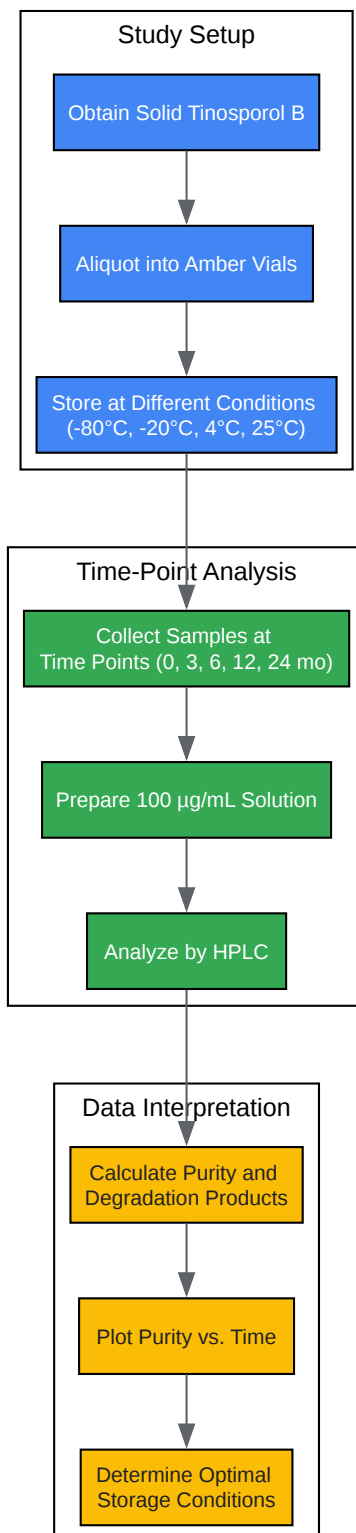 Study Setup
Obtain Solid Tinosporol B
Aliquot into Amber Vials
Store at Different Conditions
(-80°C, -20°C, 4°C, 25°C)
Time-Point Analysis
Collect Samples at
Time Points (0, 3, 6, 12, 24 mo)
Prepare 100 µg/mL Solution
Analyze by HPLC
Data Interpretation
Calculate Purity and
Degradation Products
Plot Purity vs. Time
Determine Optimal
Storage Conditions